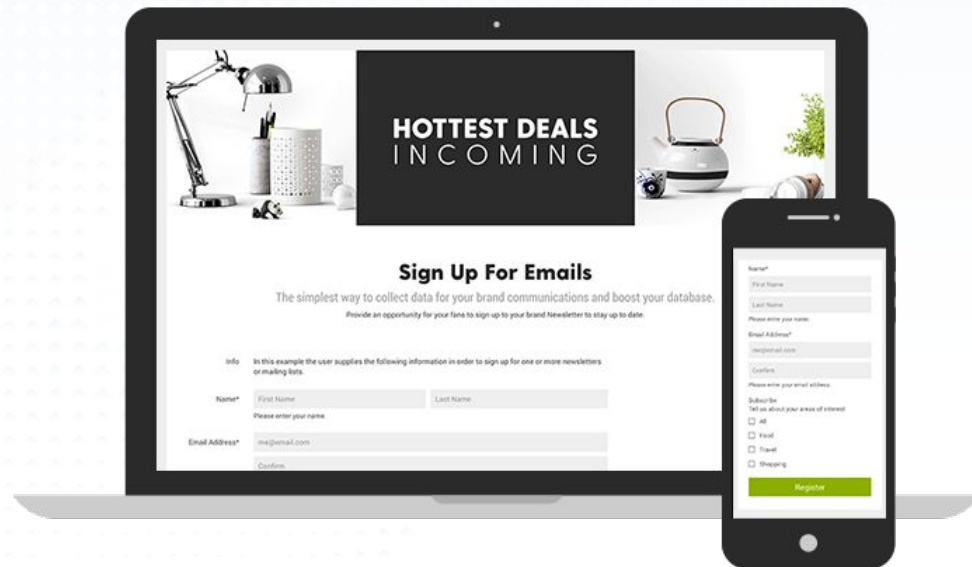 HOTTEST DEALS
INCOMING
Sign Up For Emails
The simplest way to collect data for your brand communications and boost your database.
Provide an opportunity for your fans to sign up to your brand Newsletter to stay up to date.
Info
In this example the user supplies the following information in order to sign up for one or more newsletters
or mailing lists.
Name*
First Name
Last Name
Please enter your name.
Email Address*
me@email.com
Confirm
Name*
First Name
Last Name
Please enter your name.
Email Address*
me@email.com
Confirm
Please enter your email address.
Subscribe
Tell us about your areas of interest
All
Food
Travel
Shopping
Register